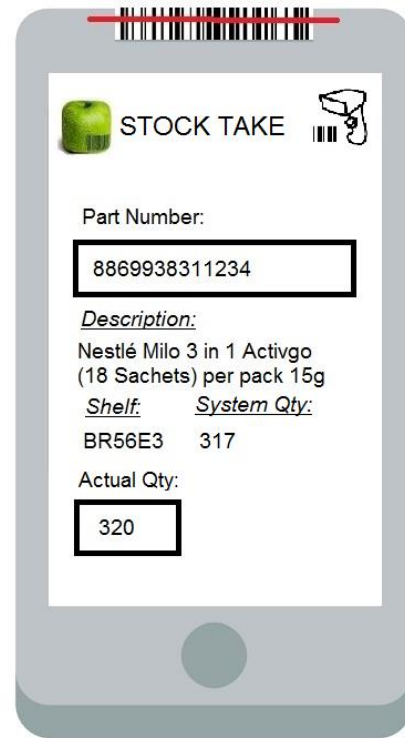 STOCK TAKE
Part Number:
8869938311234
Description:
Nestlé Milo 3 in 1 Activgo
(18 Sachets) per pack 15g
Shelf: System Qty:
BR56E3 317
Actual Qty:
320